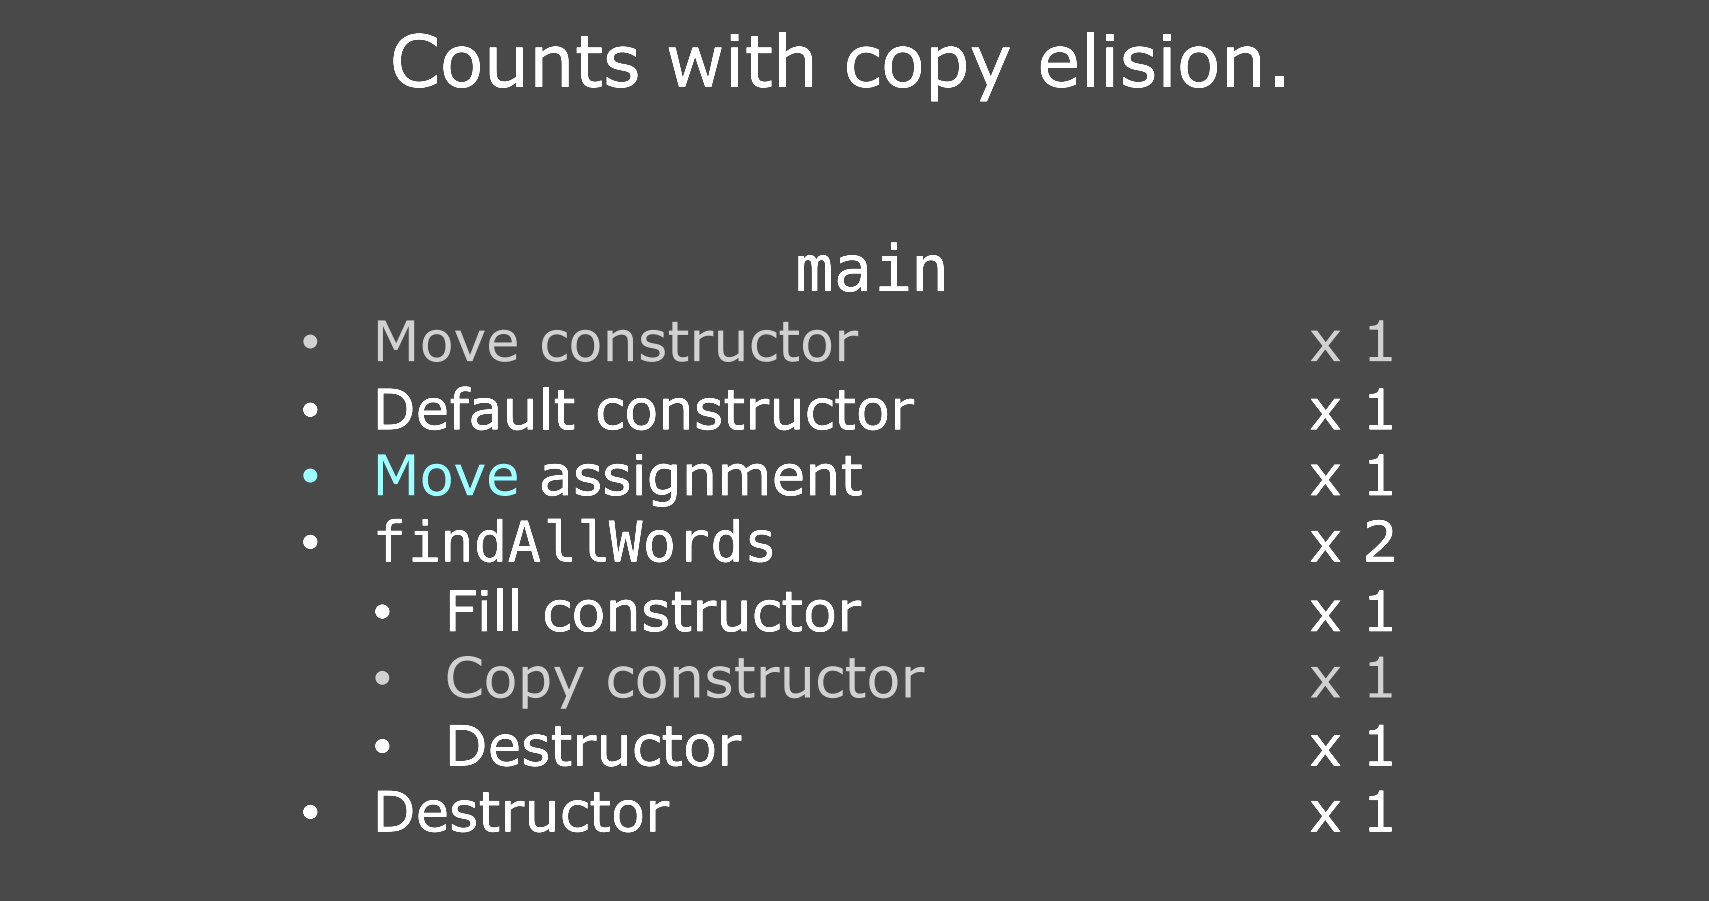 Counts with copy elision.
main
• Move constructor x 1
• Default constructor x 1
• Move assignment x 1
• findAllWords x 2
• Fill constructor x 1
• Copy constructor x 1
• Destructor x 1
• Destructor x 1